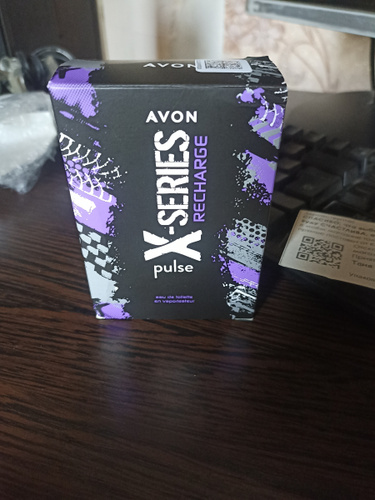 AVON
AVON
X-SERIES
RECHARGE
pulse
eau de toilette
en vaporisateur